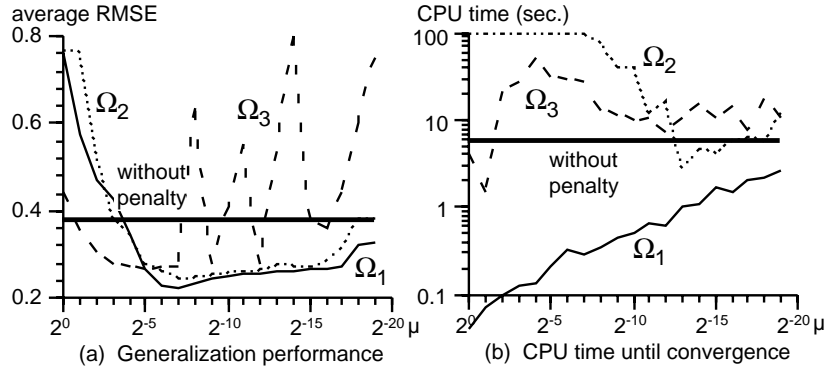 average RMSE
0.8
0.6
0.4
0.2
Ω2
Ω3
without
penalty
Ω1
2^0 2^-5 2^-10 2^-15 2^-20 μ
(a) Generalization performance
CPU time (sec.)
100
10
1
0.1
Ω2
Ω3
without
penalty
Ω1
2^0 2^-5 2^-10 2^-15 2^-20 μ
(b) CPU time until convergence